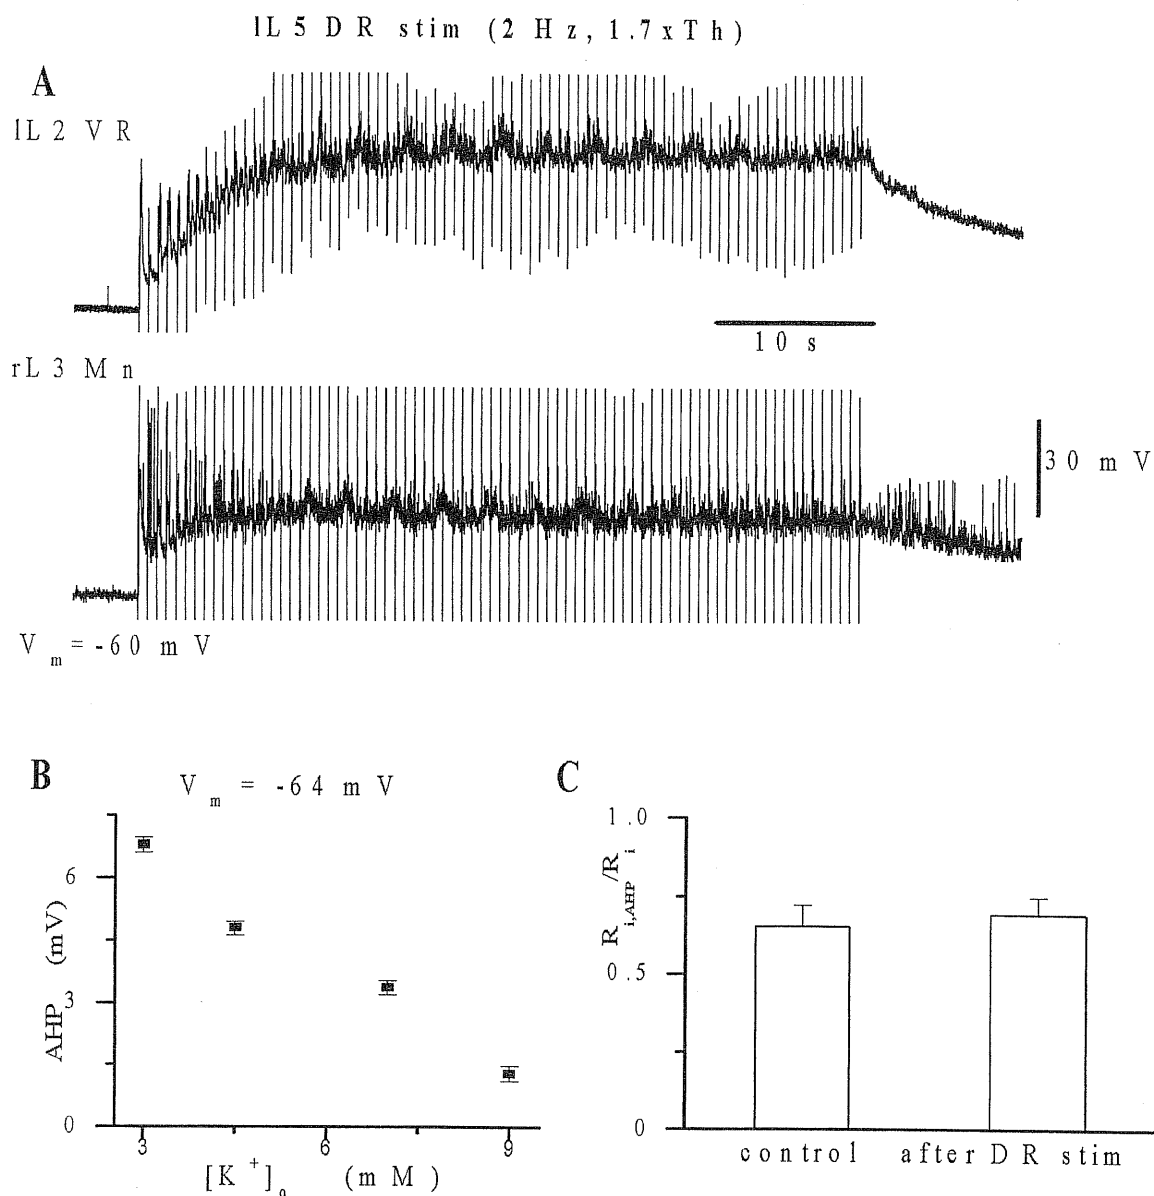 lL5 DR stim (2 Hz, 1.7xTh)
A
lL2 VR
10 s
rL3 Mn
30 mV
Vm=-60 mV
B
Vm = -64 mV
C
AHP (mV)
6
3
0
3
6
9
[K+]o (mM)
Ri,AHP/Ri
1.0
0.5
0
control
after DR stim